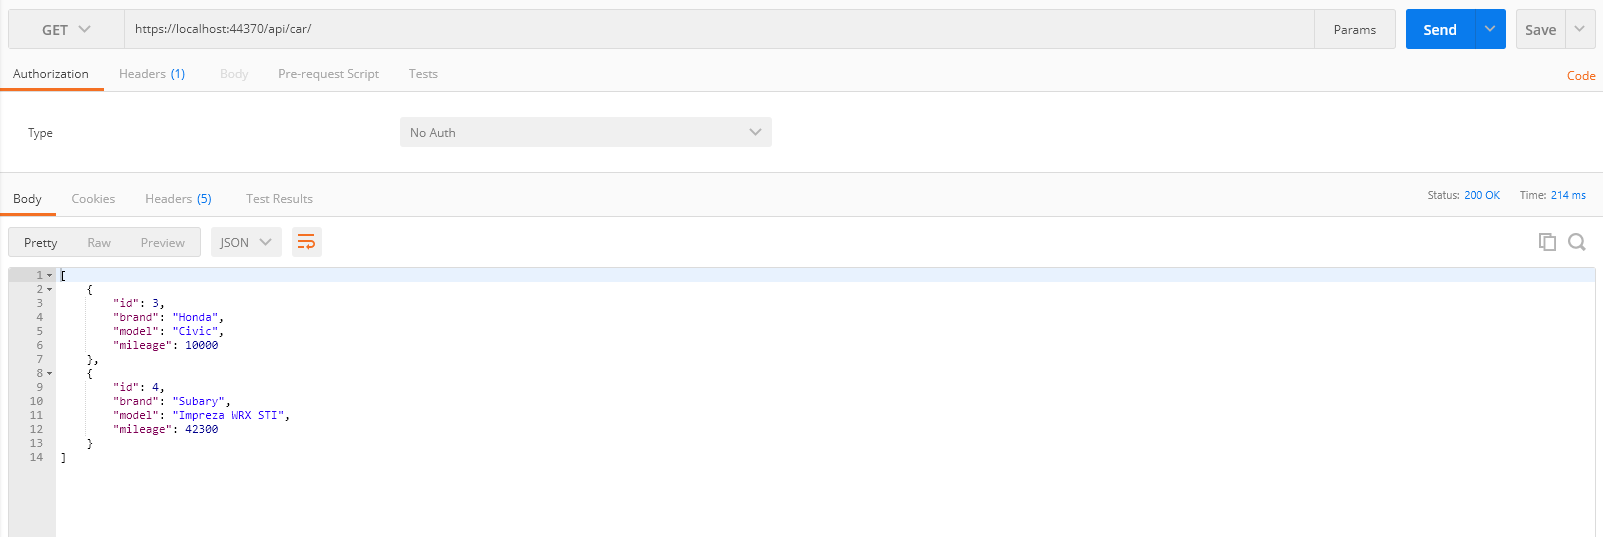 GET https://localhost:44370/api/car/ Params Send Save
Authorization Headers (1) Body Pre-request Script Tests Code
Type No Auth
Body Cookies Headers (5) Test Results Status: 200 OK Time: 214 ms
Pretty Raw Preview JSON
1 [
2 {
3 "id": 3,
4 "brand": "Honda",
5 "model": "Civic",
6 "mileage": 10000
7 },
8 {
9 "id": 4,
10 "brand": "Subary",
11 "model": "Impreza WRX STI",
12 "mileage": 42300
13 }
14 ]